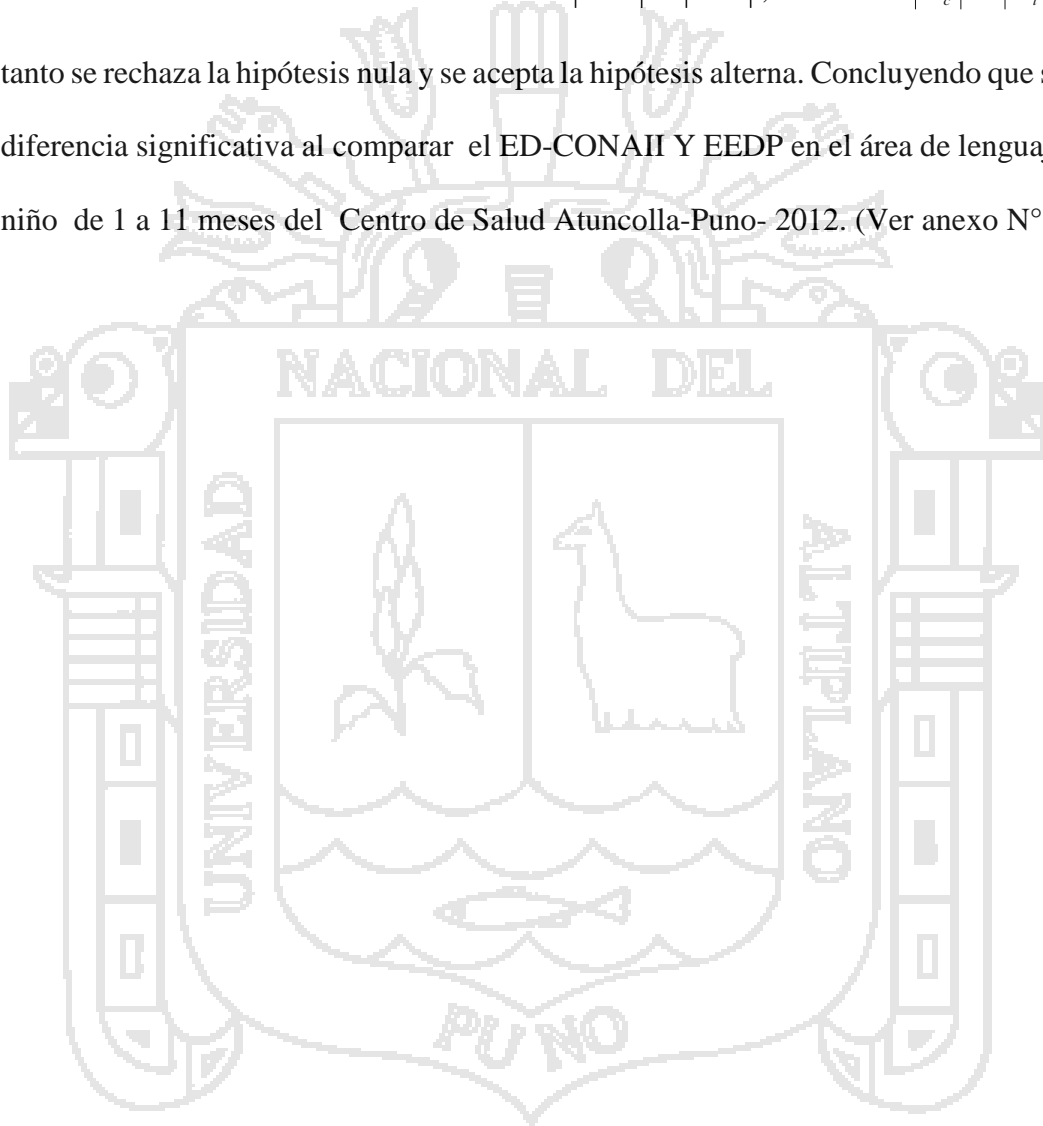 tanto se rechaza la hipótesis nula y se acepta la hipótesis alterna. Concluyendo que s
diferencia significativa al comparar el ED-CONAII Y EEDP en el área de lengua
niño de 1 a 11 meses del Centro de Salud Atuncolla-Puno- 2012. (Ver anexo N°
NACIONAL DEL
UNIVERSIDAD
ALTIPLANO
PUNO